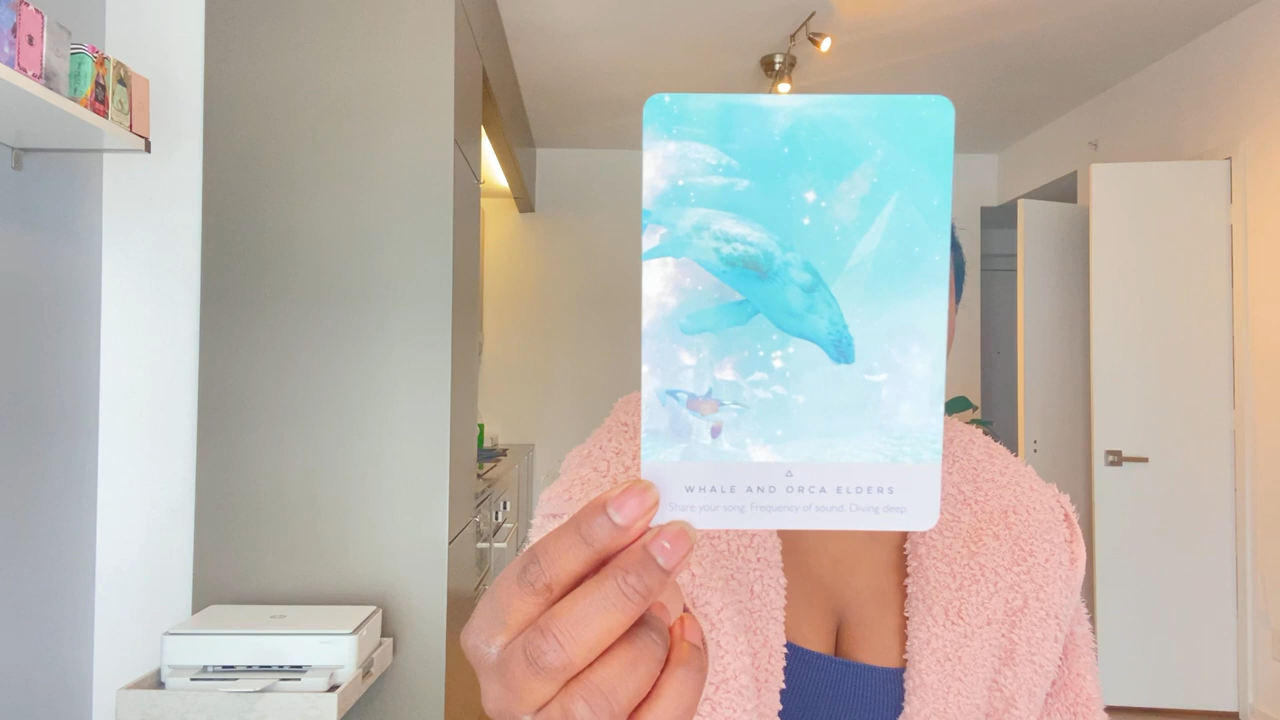 WHALE AND ORCA ELDERS
Share your song. Frequency of sound. Diving deep.